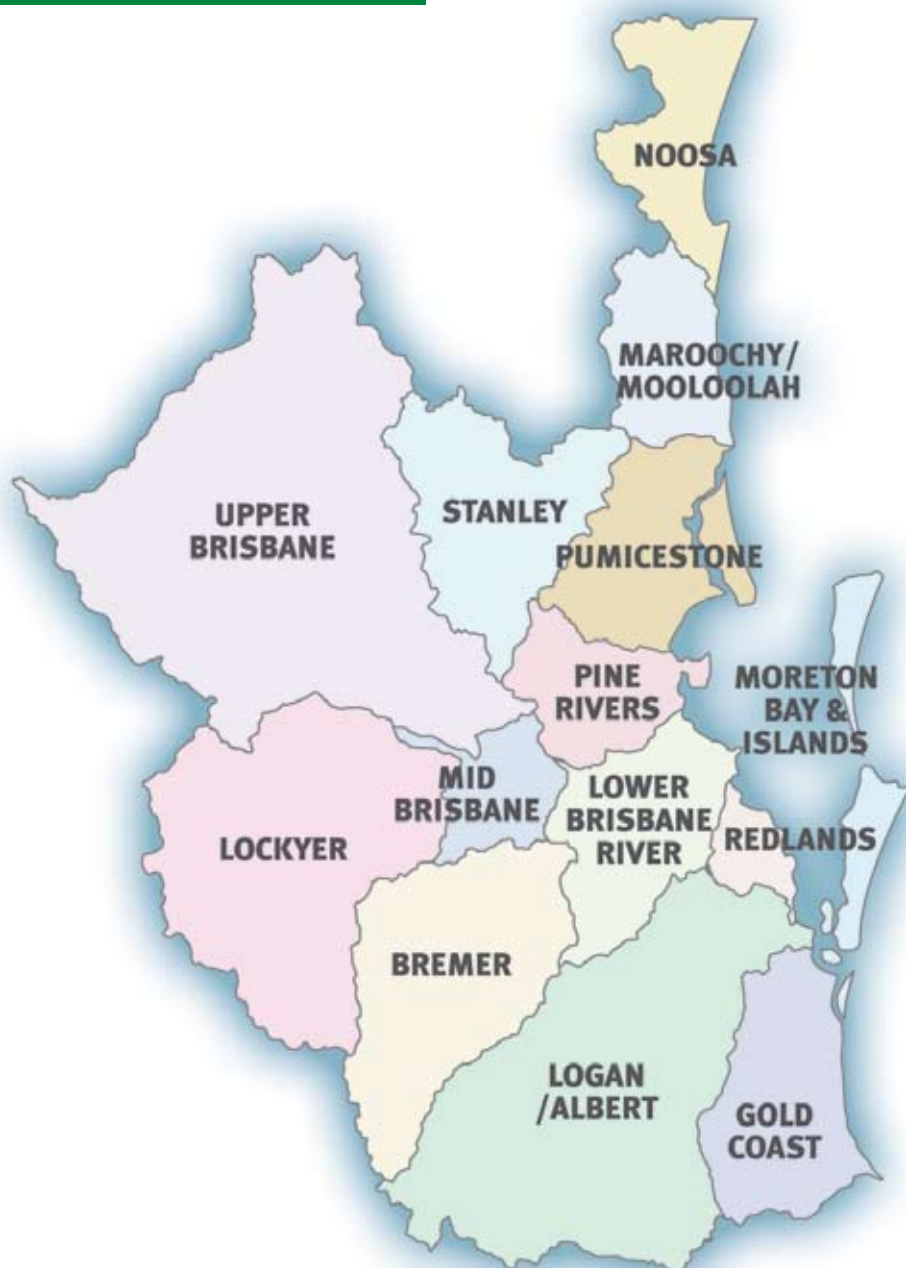 NOOSA
MAROOCHY/
MOOLOOLAH
UPPER
BRISBANE
STANLEY
PUMICESTONE
PINE
RIVERS
MORETON
BAY &
ISLANDS
MID
BRISBANE
LOWER
BRISBANE
RIVER
REDLANDS
LOCKYER
BREMER
LOGAN
/ALBERT
GOLD
COAST